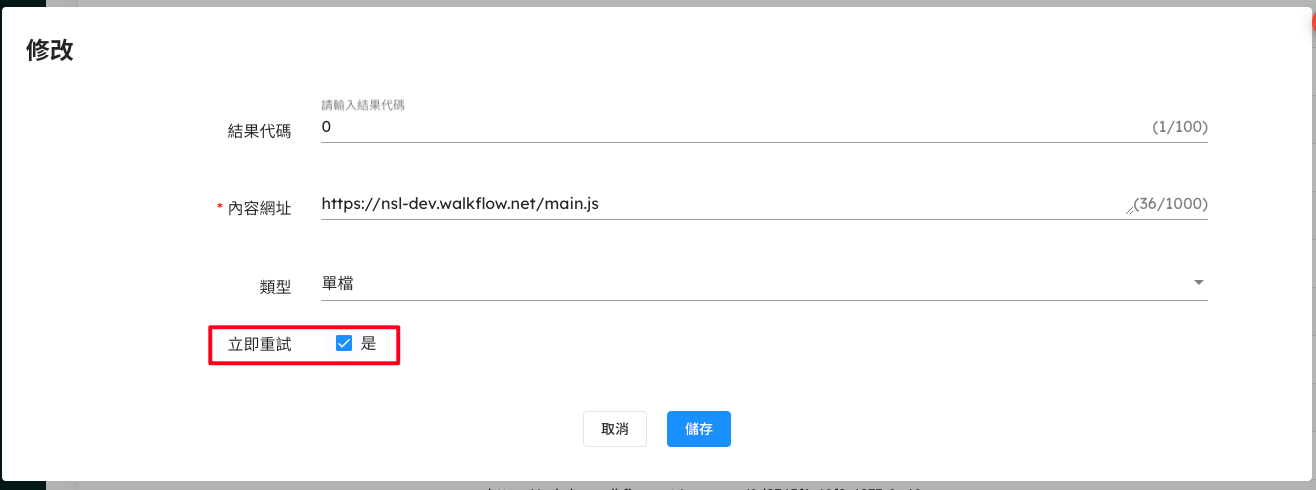 修改
請輸入結果代碼
結果代碼 0 (1/100)
* 內容網址 https://nsl-dev.walkflow.net/main.js (36/1000)
類型 單檔
立即重試 是
取消 儲存